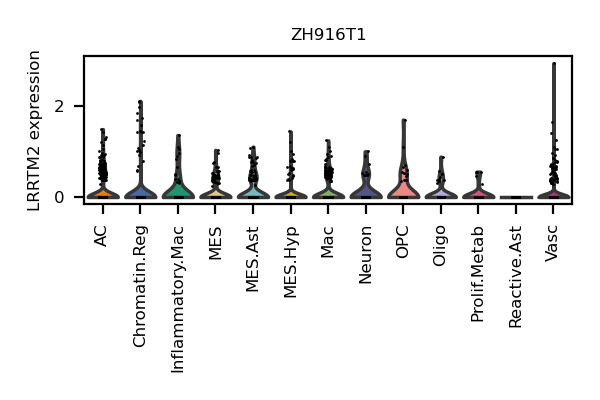 ZH916T1
LRRTM2 expression
2
0
AC
Chromatin.Reg
Inflammatory.Mac
MES
MES.Ast
MES.Hyp
Mac
Neuron
OPC
Oligo
Prolif.Metab
Reactive.Ast
Vasc